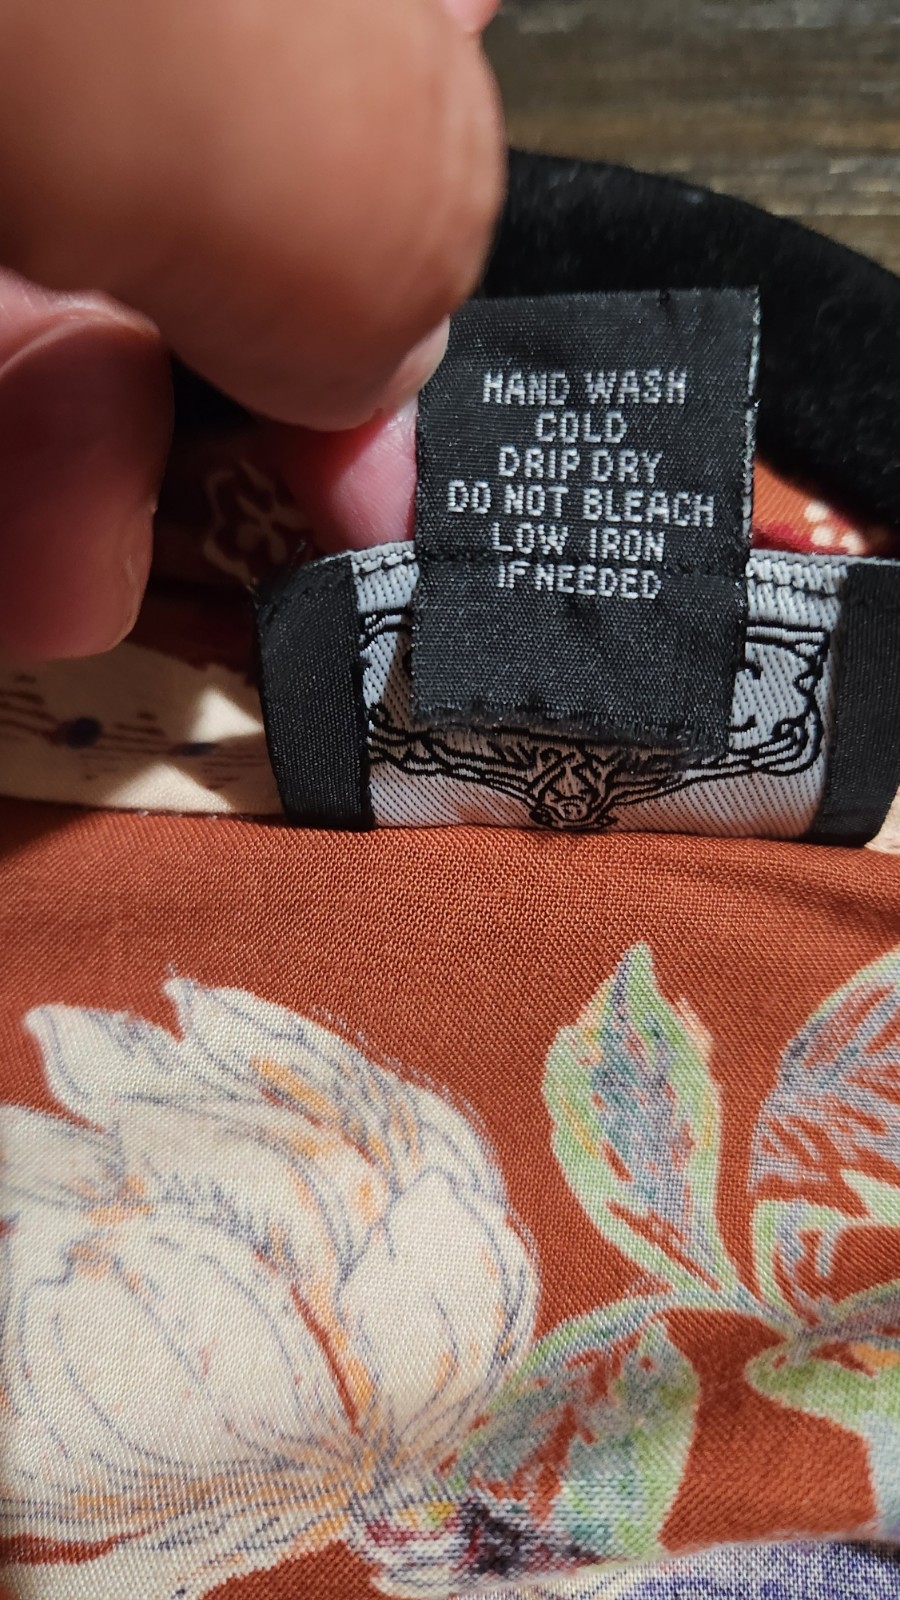 HAND WASH
COLD
DRIP DRY
DO NOT BLEACH
LOW IRON
IF NEEDED